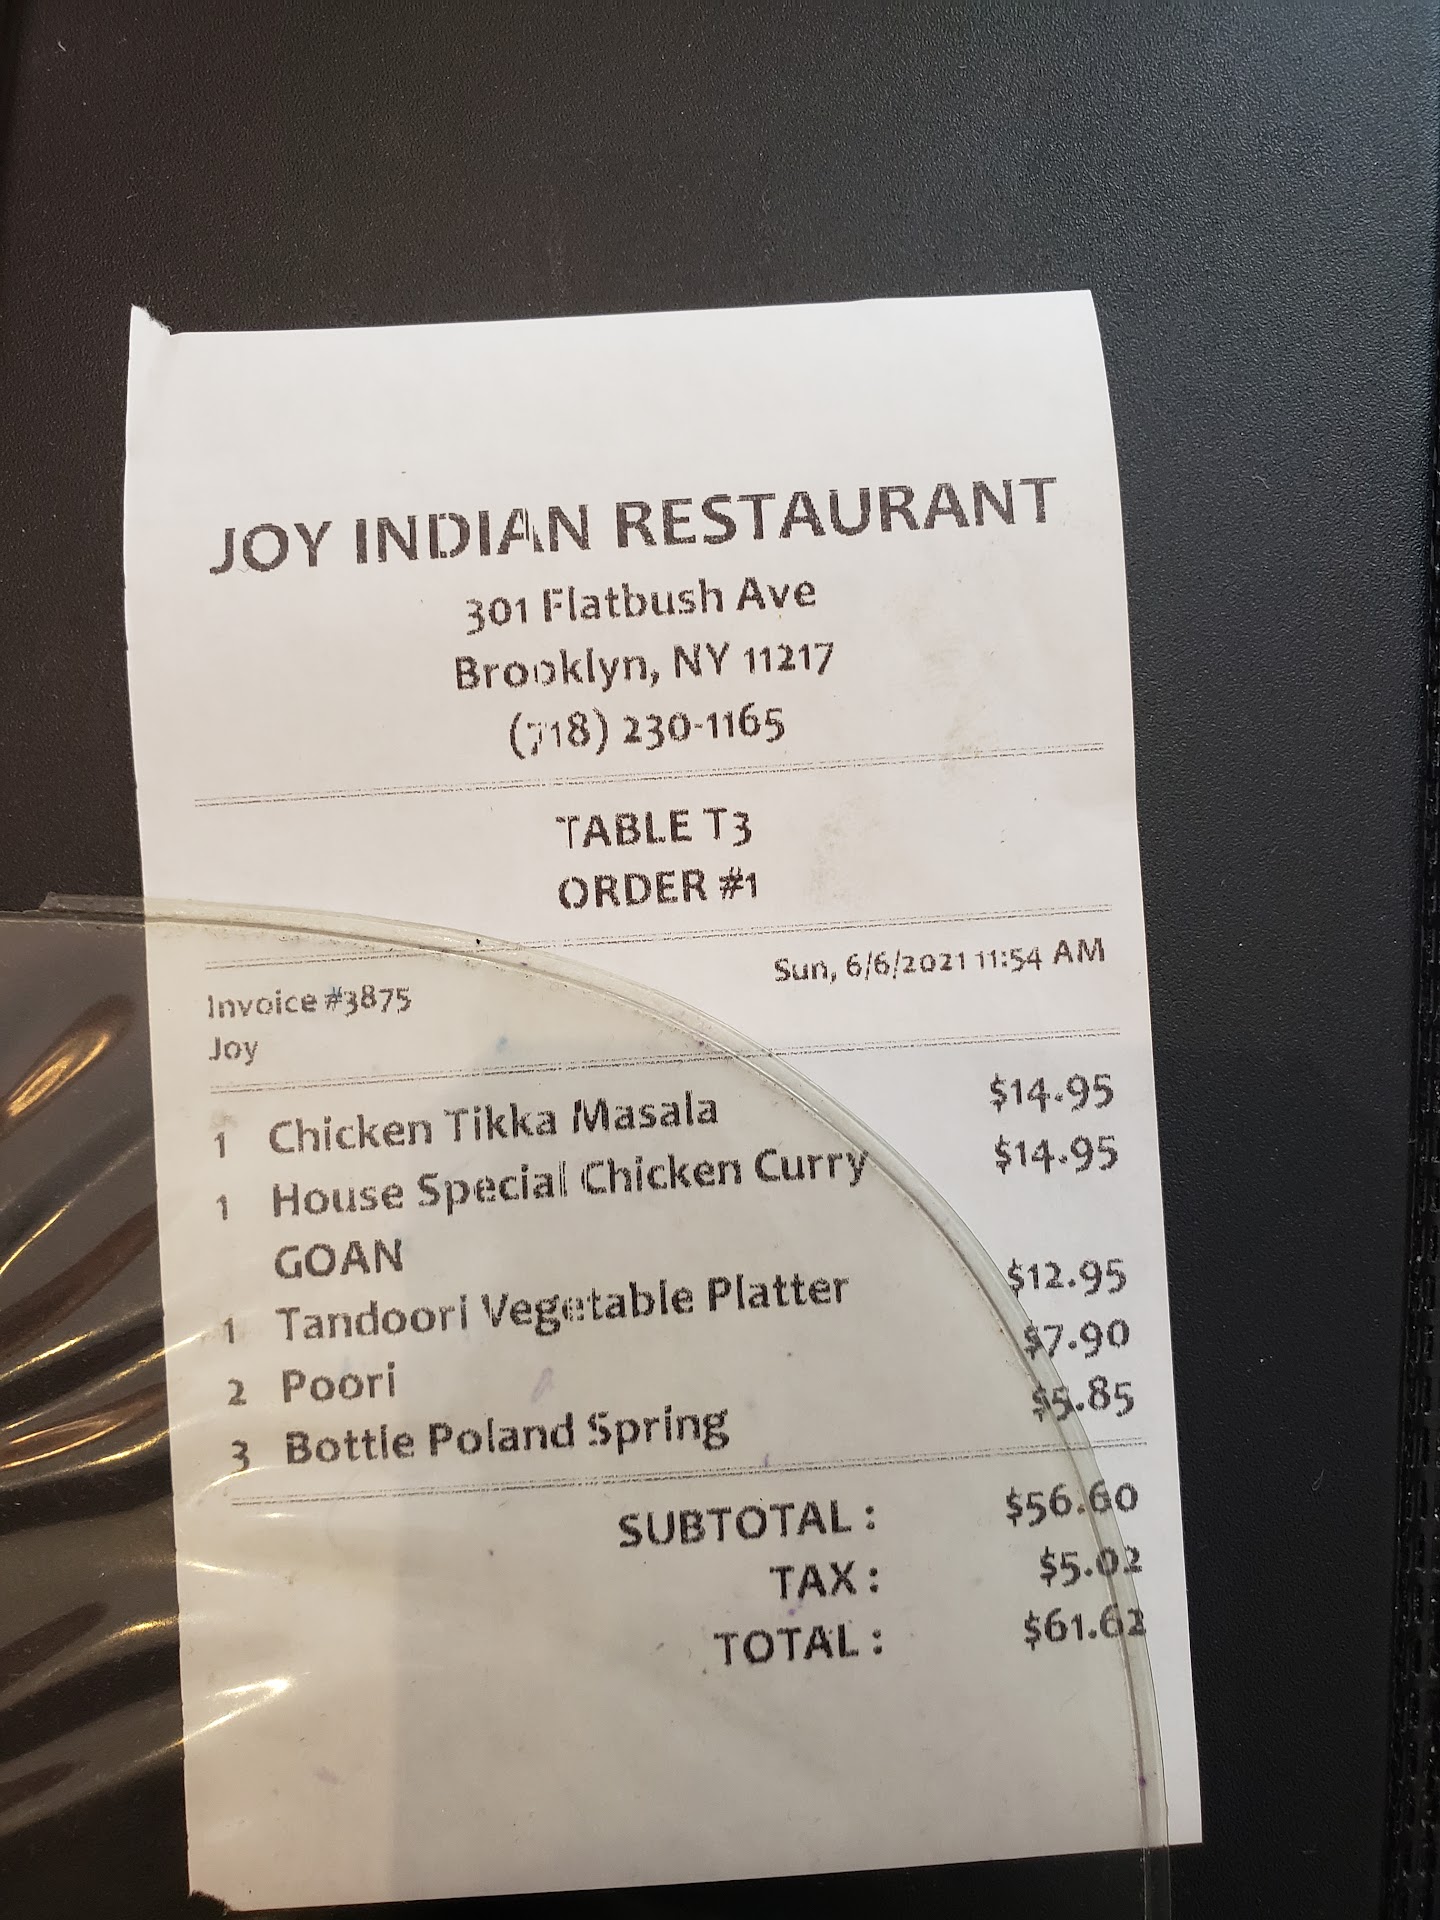 JOY INDIAN RESTAURANT
301 Flatbush Ave
Brooklyn, NY 11217
(718) 230-1165
TABLE T3
ORDER #1
Sun, 6/6/2021 11:54 AM
Invoice #3875
Joy
1 Chicken Tikka Masala $14.95
1 House Special Chicken Curry $14.95
GOAN
1 Tandoori Vegetable Platter $12.95
2 Poori $7.90
3 Bottle Poland Spring $5.85
SUBTOTAL : $56.60
TAX : $5.02
TOTAL : $61.62